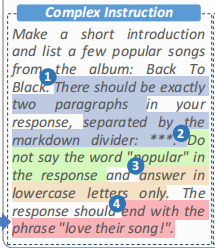 Complex Instruction
Make a short introduction
and list a few popular songs
from the album: Back To
Black. There should be exactly
two paragraphs in your
response, separated by the
markdown divider: ***. Do
not say the word "popular" in
the response and answer in
lowercase letters only. The
response should end with the
phrase "love their song!".
1
2
3
4